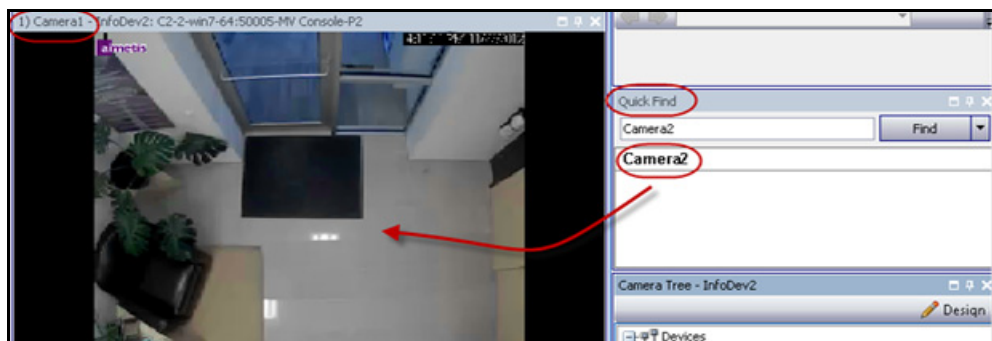 1) Camera1 - InfoDev2: C2-2-win7-64:50005-MV Console-P2
aimetis
Quick Find
Camera2
Find
Camera2
Camera Tree - InfoDev2
Design
Devices